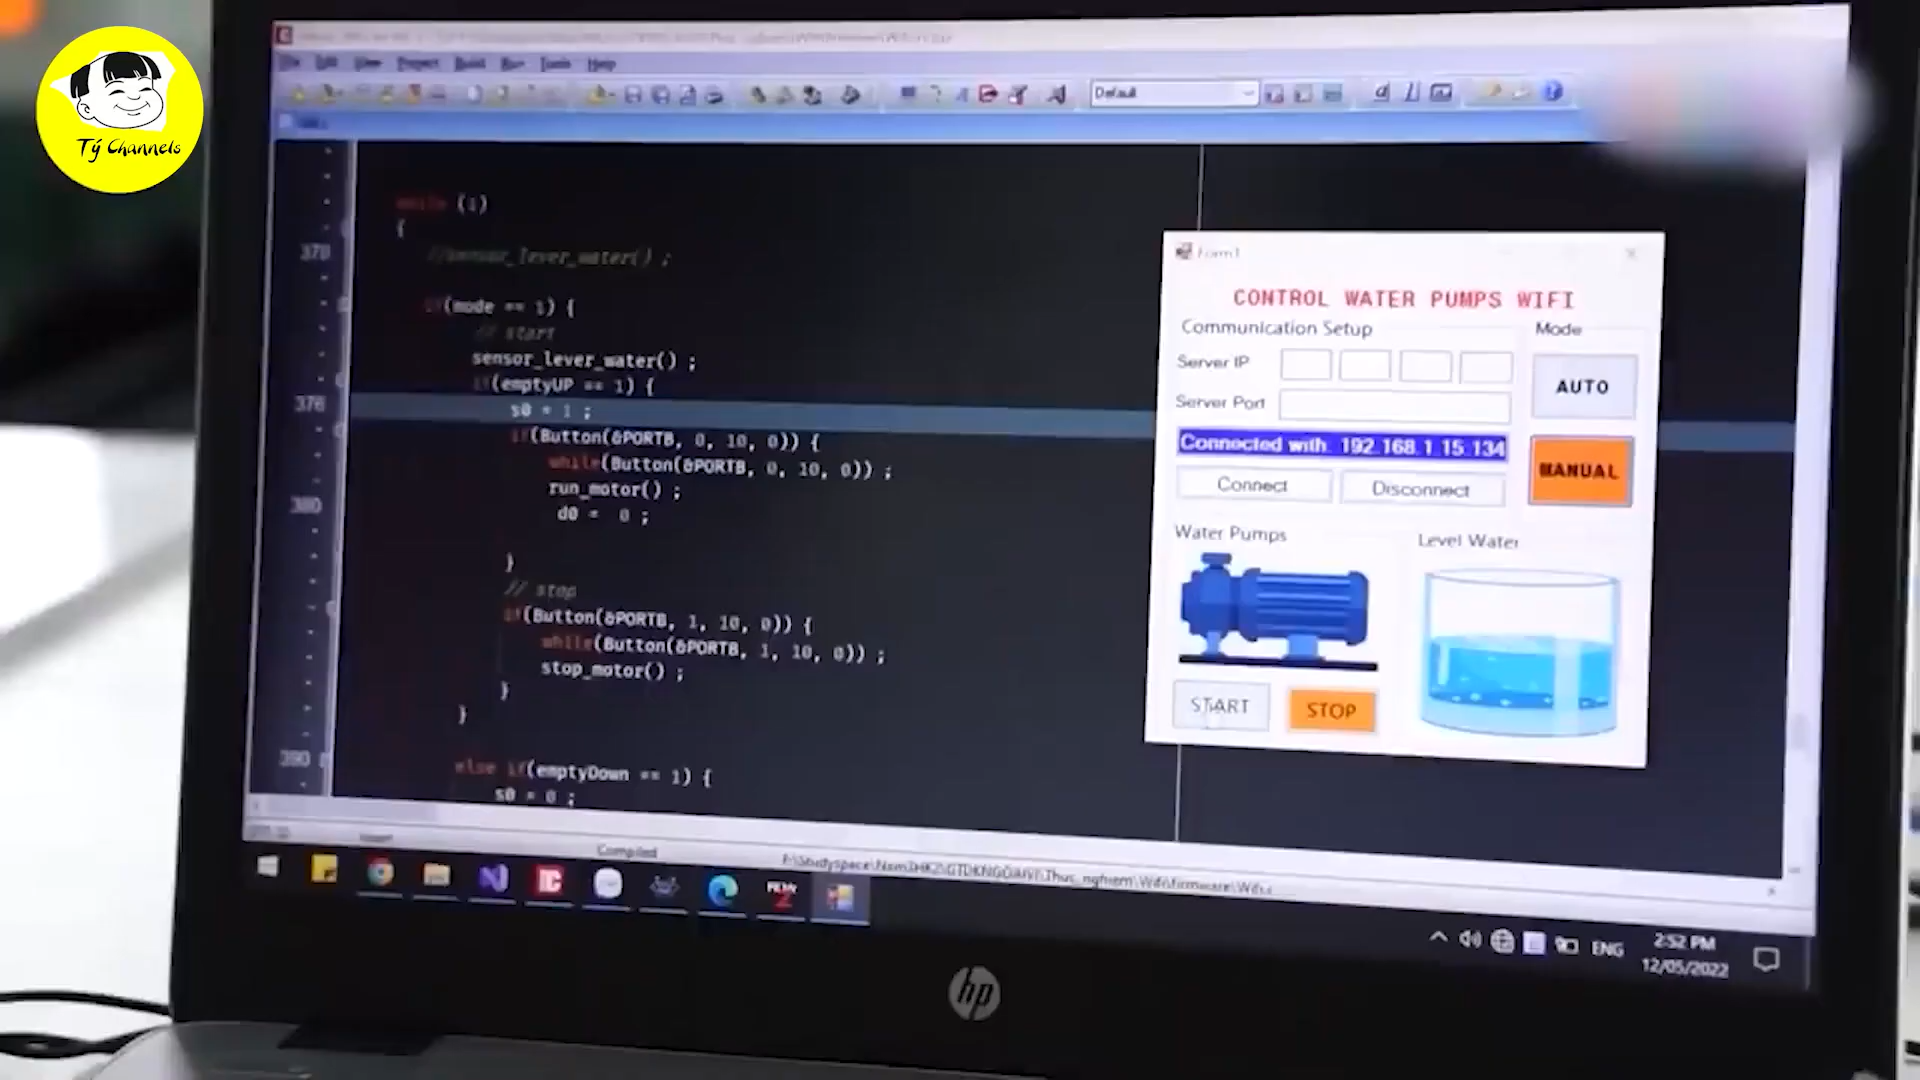 Tý Channels
Default
while (1)
{
370
//sensor_lever_water() ;
if(mode == 1) {
// start
sensor_lever_water() ;
if(emptyUP == 1) {
s0 = 1 ;
if(Button(&PORTB, 0, 10, 0)) {
while(Button(&PORTB, 0, 10, 0)) ;
380
run_motor() ;
d0 = 0 ;
}
// stop
if(Button(&PORTB, 1, 10, 0)) {
while(Button(&PORTB, 1, 10, 0)) ;
stop_motor() ;
}
}
390
else if(emptyDown == 1) {
s0 = 0 ;
Form1
CONTROL WATER PUMPS WIFI
Communication Setup
Mode
Server IP
Server Port
AUTO
Connected with. 192.168.1.15.134
MANUAL
Connect
Disconnect
Water Pumps
Level Water
START
STOP
Compiled
ENG
2:52 PM
12/05/2022
hp